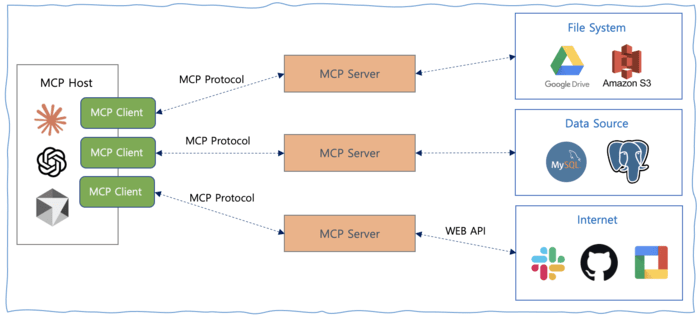 MCP Host
MCP Client
MCP Client
MCP Client
MCP Protocol
MCP Protocol
MCP Protocol
MCP Server
MCP Server
MCP Server
WEB API
File System
Google Drive
Amazon S3
Data Source
MySQL
Internet